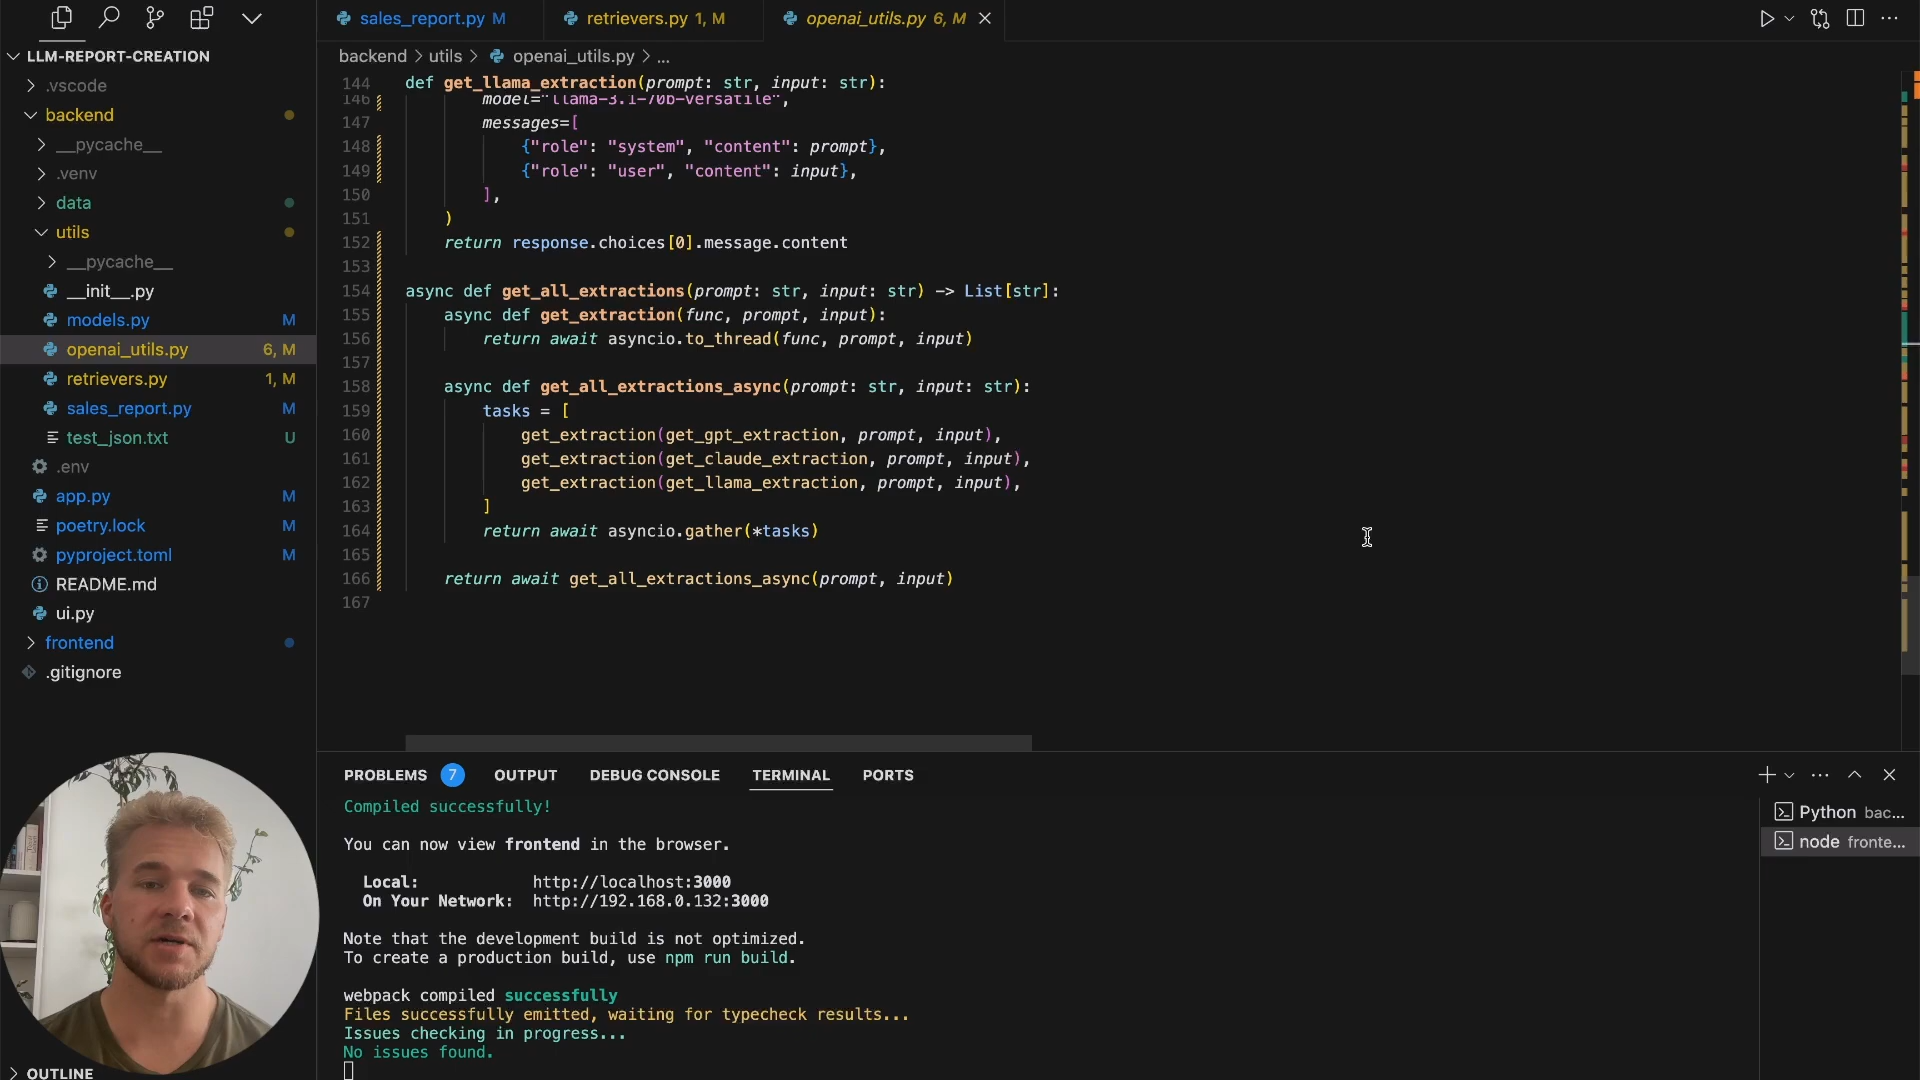 sales_report.py M
retrievers.py 1, M
openai_utils.py 6, M
LLM-REPORT-CREATION
.vscode
backend
__pycache__
.venv
data
utils
__pycache__
__init__.py
models.py M
openai_utils.py 6, M
retrievers.py 1, M
sales_report.py M
test_json.txt U
.env
app.py M
poetry.lock M
pyproject.toml M
README.md
ui.py
frontend
.gitignore
OUTLINE
backend > utils > openai_utils.py > ...
144 def get_llama_extraction(prompt: str, input: str):
146 model="llama-3.1-70b-versatile",
147 messages=[
148 {"role": "system", "content": prompt},
149 {"role": "user", "content": input},
150 ],
151 )
152 return response.choices[0].message.content
153
154 async def get_all_extractions(prompt: str, input: str) -> List[str]:
155 async def get_extraction(func, prompt, input):
156 return await asyncio.to_thread(func, prompt, input)
157
158 async def get_all_extractions_async(prompt: str, input: str):
159 tasks = [
160 get_extraction(get_gpt_extraction, prompt, input),
161 get_extraction(get_claude_extraction, prompt, input),
162 get_extraction(get_llama_extraction, prompt, input),
163 ]
164 return await asyncio.gather(*tasks)
165
166 return await get_all_extractions_async(prompt, input)
167
PROBLEMS 7 OUTPUT DEBUG CONSOLE TERMINAL PORTS
Compiled successfully!
You can now view frontend in the browser.
Local: http://localhost:3000
On Your Network: http://192.168.0.132:3000
Note that the development build is not optimized.
To create a production build, use npm run build.
webpack compiled successfully
Files successfully emitted, waiting for typecheck results...
Issues checking in progress...
No issues found.
Python bac...
node fronte...